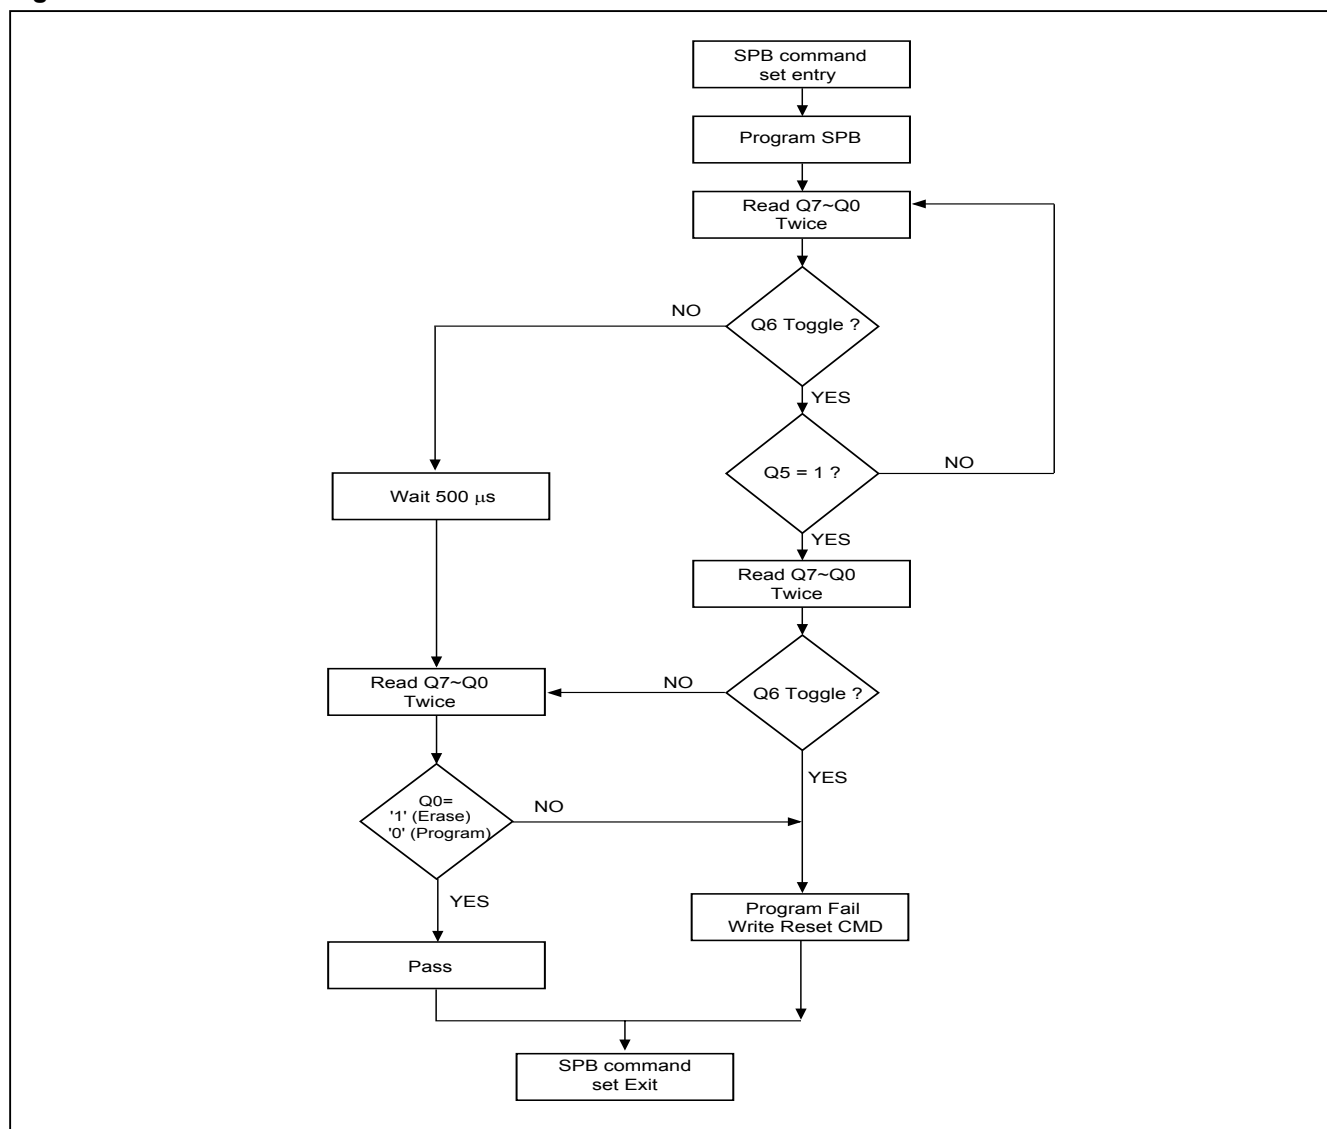 SPB command
set entry
Program SPB
Read Q7~Q0
Twice
NO
Q6 Toggle ?
YES
Q5 = 1 ?
NO
Wait 500 μs
YES
Read Q7~Q0
Twice
Read Q7~Q0
Twice
NO
Q6 Toggle ?
YES
Q0=
'1' (Erase)
'0' (Program)
NO
YES
Program Fail
Write Reset CMD
Pass
SPB command
set Exit